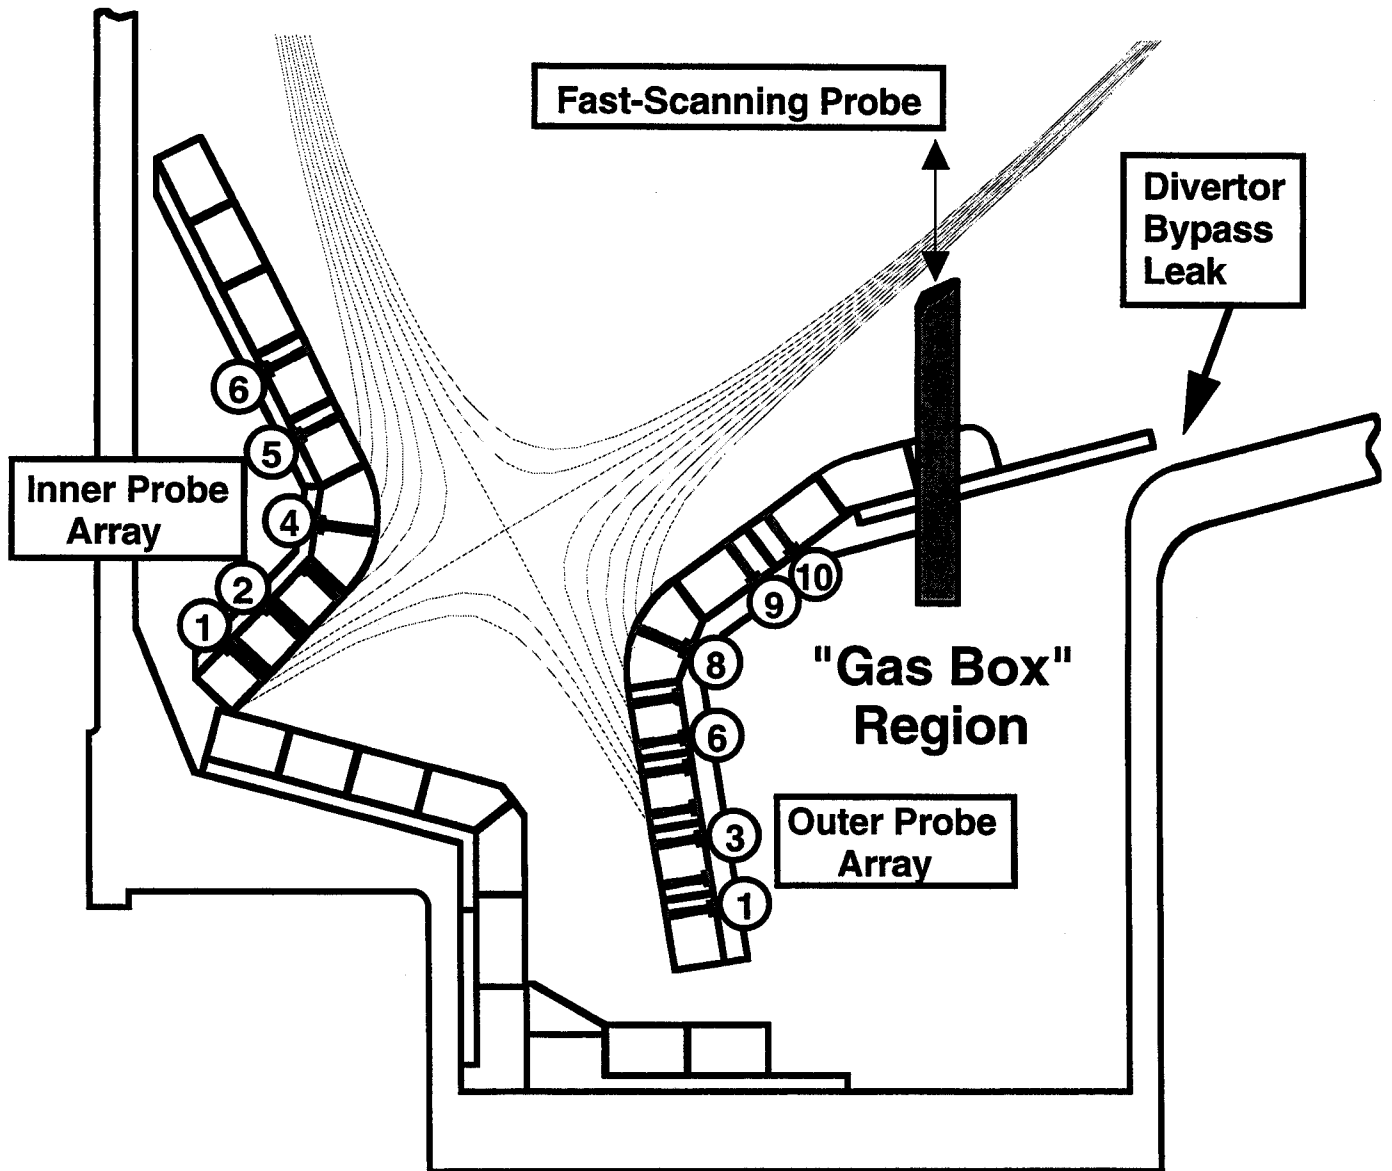 Fast-Scanning Probe
Divertor
Bypass
Leak
6
5
Inner Probe
Array
4
2
1
10
9
8
"Gas Box"
Region
6
Outer Probe
Array
3
1